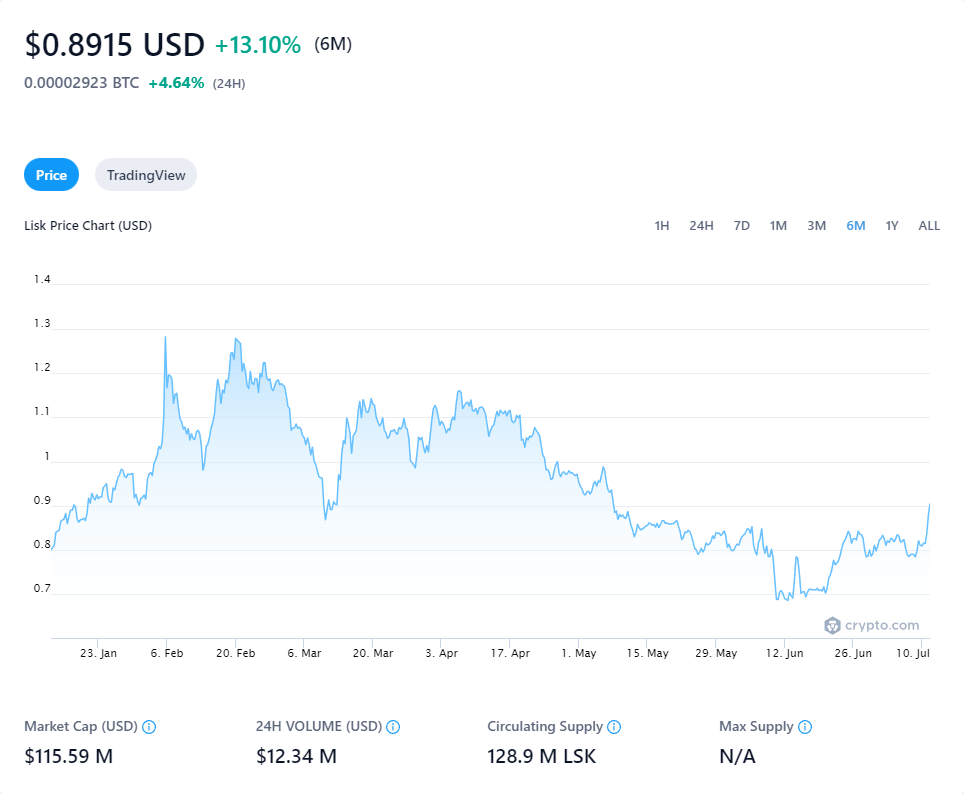 $0.8915 USD +13.10% (6M)
0.00002923 BTC +4.64% (24H)
Price TradingView
Lisk Price Chart (USD) 1H 24H 7D 1M 3M 6M 1Y ALL
1.4
1.3
1.2
1.1
1
0.9
0.8
0.7
crypto.com
23. Jan 6. Feb 20. Feb 6. Mar 20. Mar 3. Apr 17. Apr 1. May 15. May 29. May 12. Jun 26. Jun 10. Jul
Market Cap (USD) 24H VOLUME (USD) Circulating Supply Max Supply
$115.59 M $12.34 M 128.9 M LSK N/A